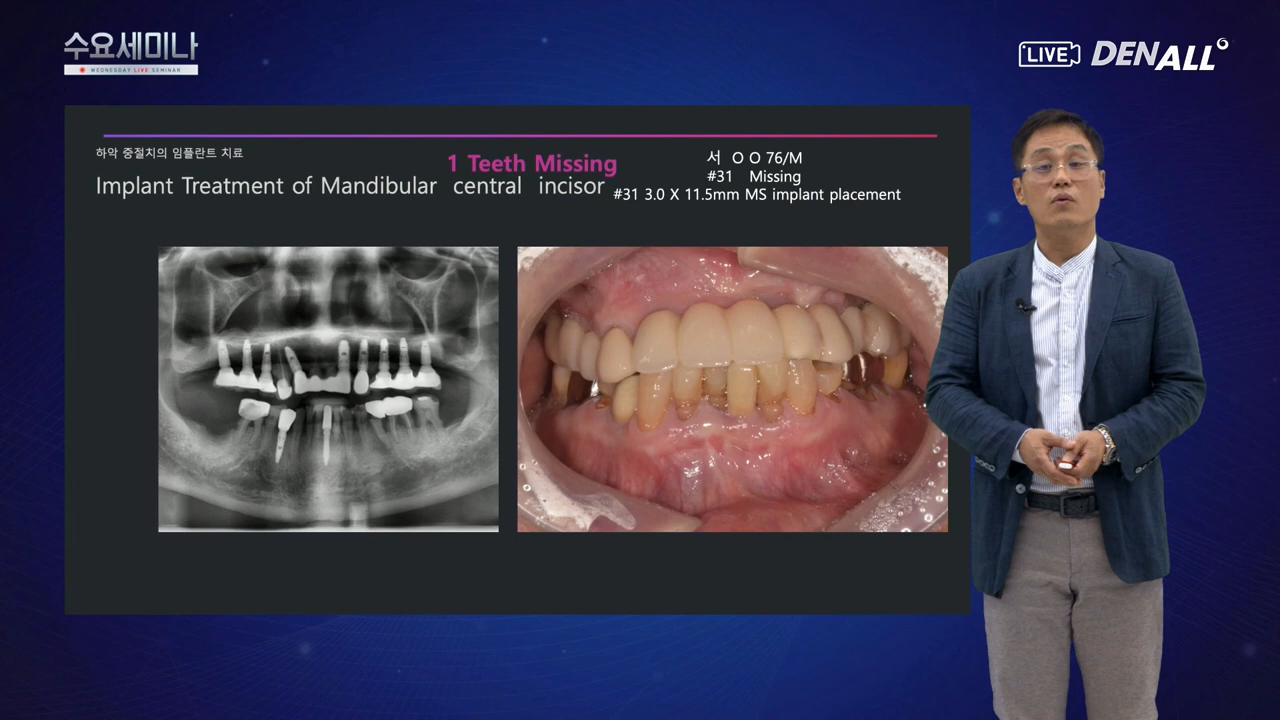 수요세미나
WEDNESDAY LIVE SEMINAR
LIVE DENALL
하악 중절치의 임플란트 치료
1 Teeth Missing
Implant Treatment of Mandibular central incisor
서 O O 76/M
#31 Missing
#31 3.0 X 11.5mm MS implant placement